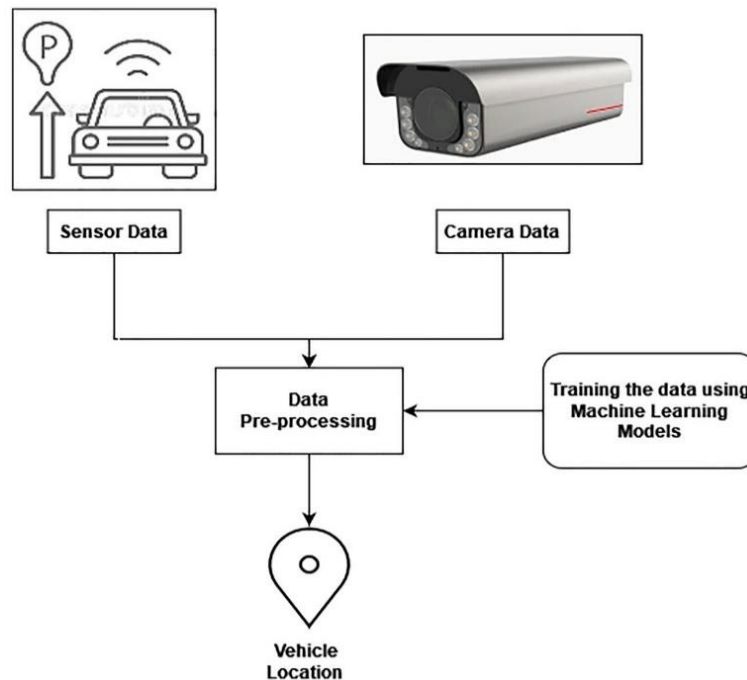 P
Sensor Data
Camera Data
Data
Pre-processing
Training the data using
Machine Learning
Models
Vehicle
Location